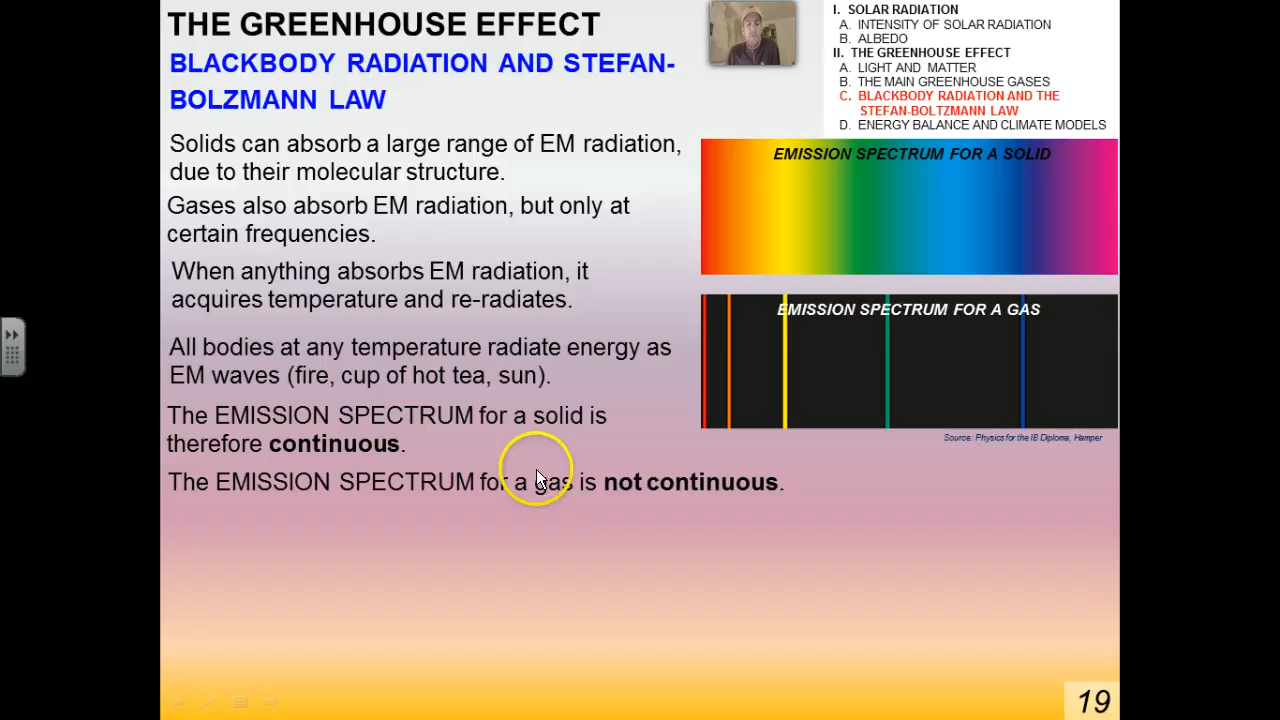 THE GREENHOUSE EFFECT
BLACKBODY RADIATION AND STEFAN-
BOLZMANN LAW
Solids can absorb a large range of EM radiation,
due to their molecular structure.
Gases also absorb EM radiation, but only at
certain frequencies.
When anything absorbs EM radiation, it
acquires temperature and re-radiates.
All bodies at any temperature radiate energy as
EM waves (fire, cup of hot tea, sun).
The EMISSION SPECTRUM for a solid is
therefore continuous.
The EMISSION SPECTRUM for a gas is not continuous.
I. SOLAR RADIATION
A. INTENSITY OF SOLAR RADIATION
B. ALBEDO
II. THE GREENHOUSE EFFECT
A. LIGHT AND MATTER
B. THE MAIN GREENHOUSE GASES
C. BLACKBODY RADIATION AND THE
STEFAN-BOLTZMANN LAW
D. ENERGY BALANCE AND CLIMATE MODELS
EMISSION SPECTRUM FOR A SOLID
EMISSION SPECTRUM FOR A GAS
Source: Physics for the IB Diploma, Hamper
19